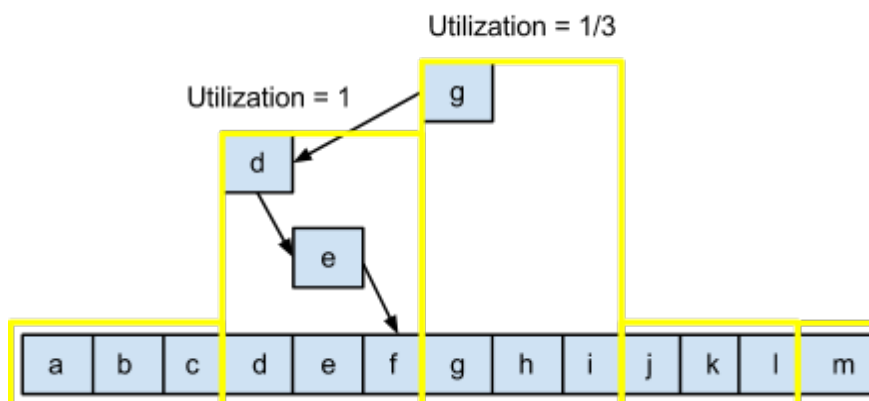 Utilization = 1/3
Utilization = 1
g
d
e
a b c d e f g h i j k l m